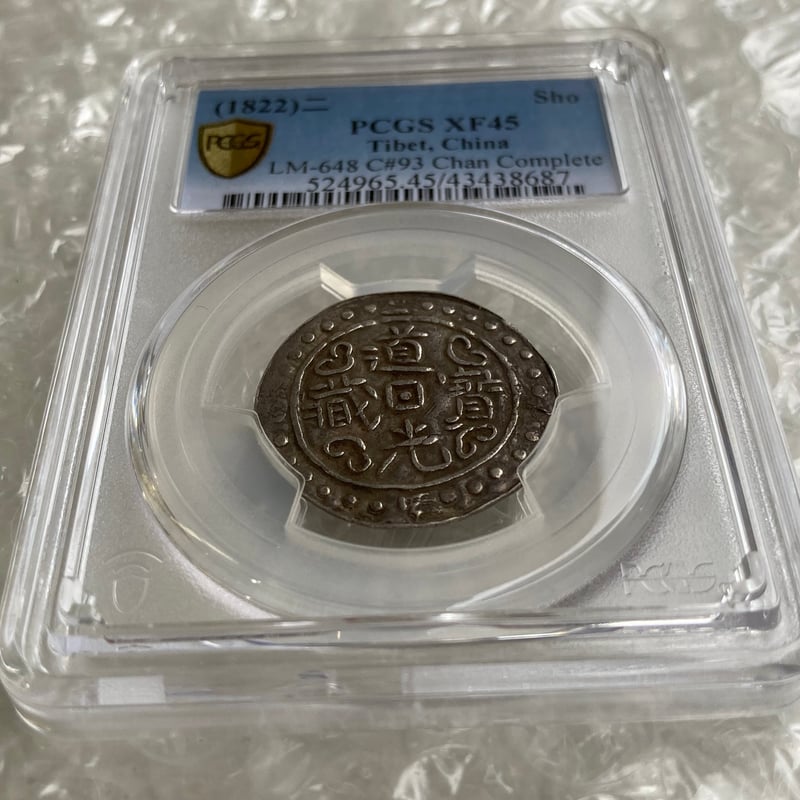 (1822)二 Sho
PCGS XF45
Tibet, China
LM-648 C#93 Chan Complete
524965.45/43438687
PCGS
道
藏 寶
光
PCGS